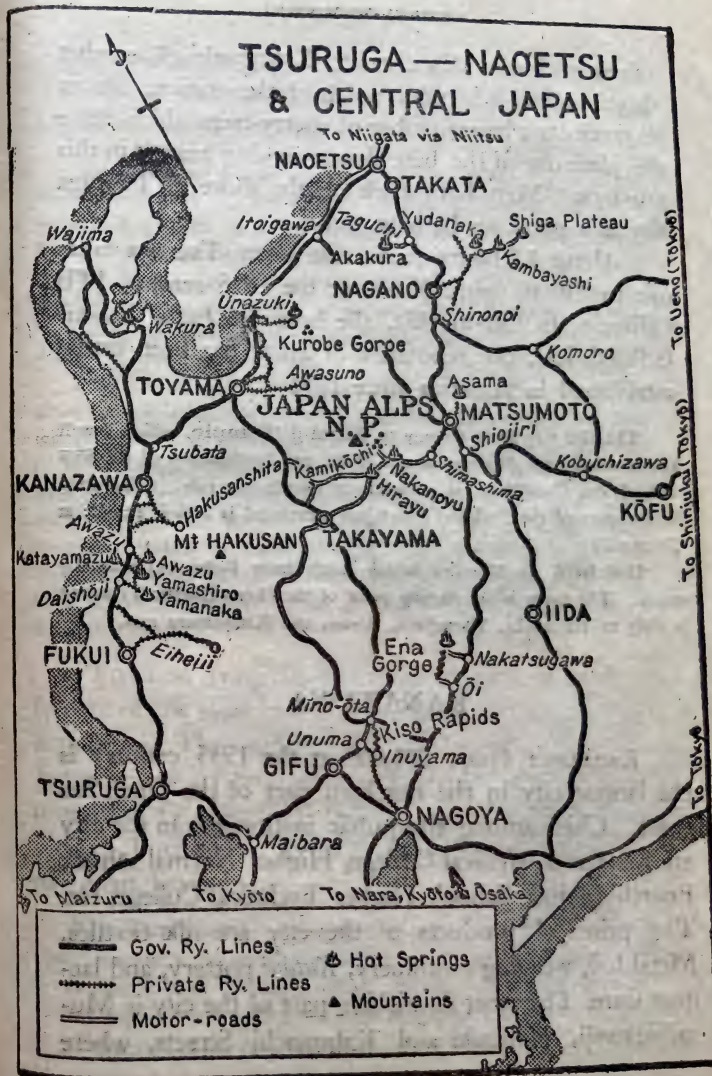 TSURUGA — NAOETSU
& CENTRAL JAPAN
To Niigata via Niitsu
NAOETSU
TAKATA
Wajima
Itoigawa
Taguchi
Yudanaka
Shiga Plateau
Akakura
Kambayashi
Unazuki
NAGANO
Wakura
Shinonoi
To Ueno (Tokyo)
Kurobe Gorge
Komoro
TOYAMA
Awasuno
Asama
JAPAN ALPS
N. P.
MATSUMOTO
Tsubata
Shiojiri
Kamikōchi
Kobuchizawa
KANAZAWA
Hakusanshita
Nakanoyu
Shimashima
Hirayu
KŌFU
To Shinjuku (Tokyo)
Mt HAKUSAN
TAKAYAMA
Awazu
Katayamazu
Awazu
Yamashiro
Daishōji
Yamanaka
IIDA
FUKUI
Eiheiji
Ena
Gorge
Nakatsugawa
Ōi
Mino-ōta
Kiso Rapids
Unuma
Inuyama
GIFU
TSURUGA
NAGOYA
To Tokyo
Maibara
To Maizuru
To Kyōto
To Nara, Kyōto & Ōsaka
Gov. Ry. Lines
Hot Springs
Private Ry. Lines
Mountains
Motor-roads